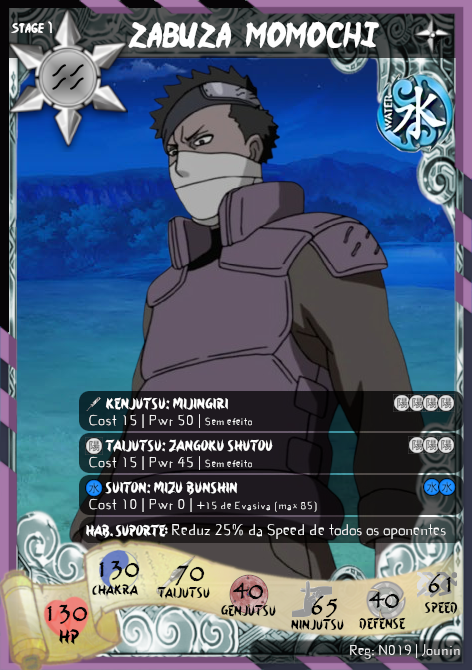 STAGE 1
ZABUZA MOMOCHI
WATER
水
KENJUTSU: MIJINGIRI
Cost 15 | Pwr 50 | Sem efeito
TAIJUTSU: ZANGOKU SHUTOU
Cost 15 | Pwr 45 | Sem efeito
水 SUITON: MIZU BUNSHIN 水 水
Cost 10 | Pwr 0 | +15 de Evasiva (max 85)
HAB. SUPORTE: Reduz 25% da Speed de todos os oponentes
130
CHAKRA
70
TAIJUTSU
40
GENJUTSU
65
NINJUTSU
40
DEFENSE
61
SPEED
130
HP
Reg: N019 | Jounin